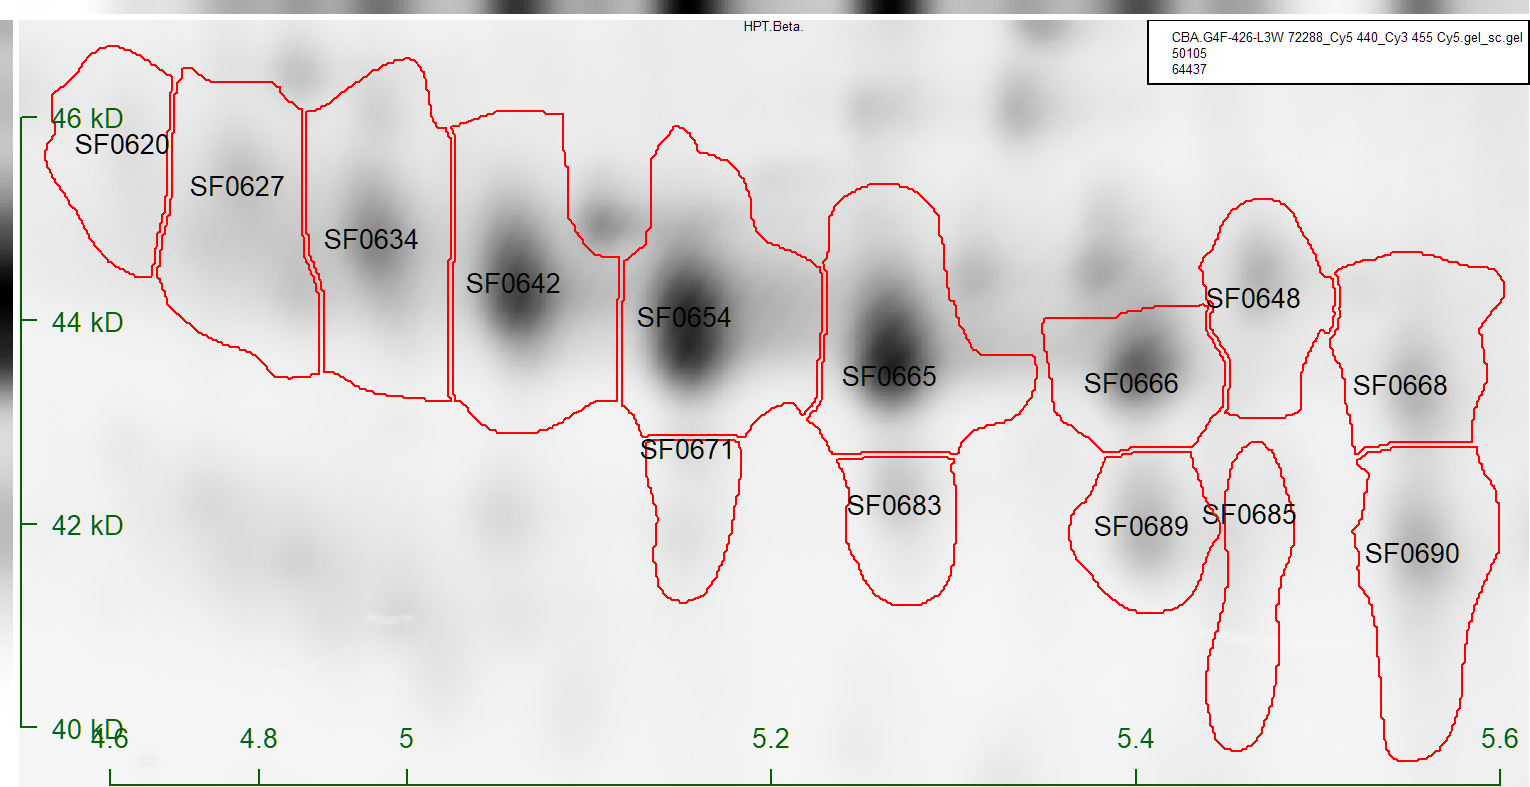 HPT.Beta.
CBA.G4F-426-L3W 72288_Cy5 440_Cy3 455 Cy5.gel_sc.gel
50105
64437
46 kD
SF0620
SF0627
SF0634
SF0642
SF0648
44 kD
SF0654
SF0665
SF0666
SF0668
SF0671
SF0683
SF0685
42 kD
SF0689
SF0690
40 kD
4.6
4.8
5
5.2
5.4
5.6